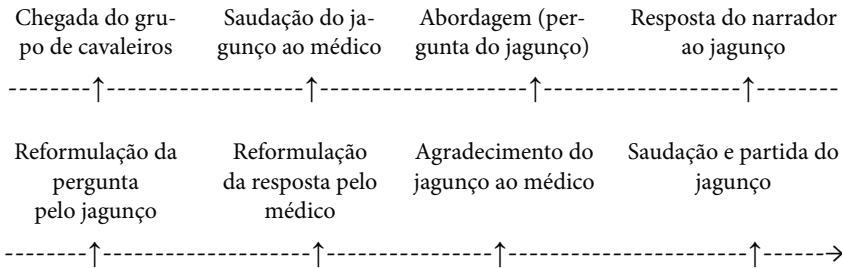 Chegada do gru-
po de cavaleiros
Saudação do ja-
gunço ao médico
Abordagem (per-
gunta do jagunço)
Resposta do narrador
ao jagunço
Reformulação da
pergunta
pelo jagunço
Reformulação
da resposta pelo
médico
Agradecimento do
jagunço ao médico
Saudação e partida do
jagunço